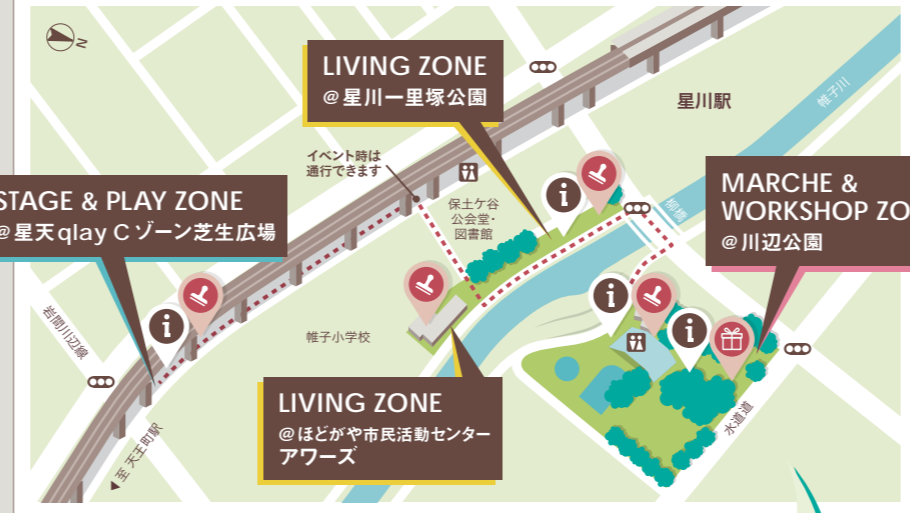 N
LIVING ZONE
@星川一里塚公園
星川駅
帷子川
イベント時は
通行できます
STAGE & PLAY ZONE
@星天qlay Cゾーン芝生広場
保土ケ谷
公会堂・
図書館
柳橋
MARCHE &
WORKSHOP ZO
@川辺公園
岩間川辺線
帷子小学校
LIVING ZONE
@ほどがや市民活動センター
アワーズ
水道道
◀至 天王町駅
i
i
i
i